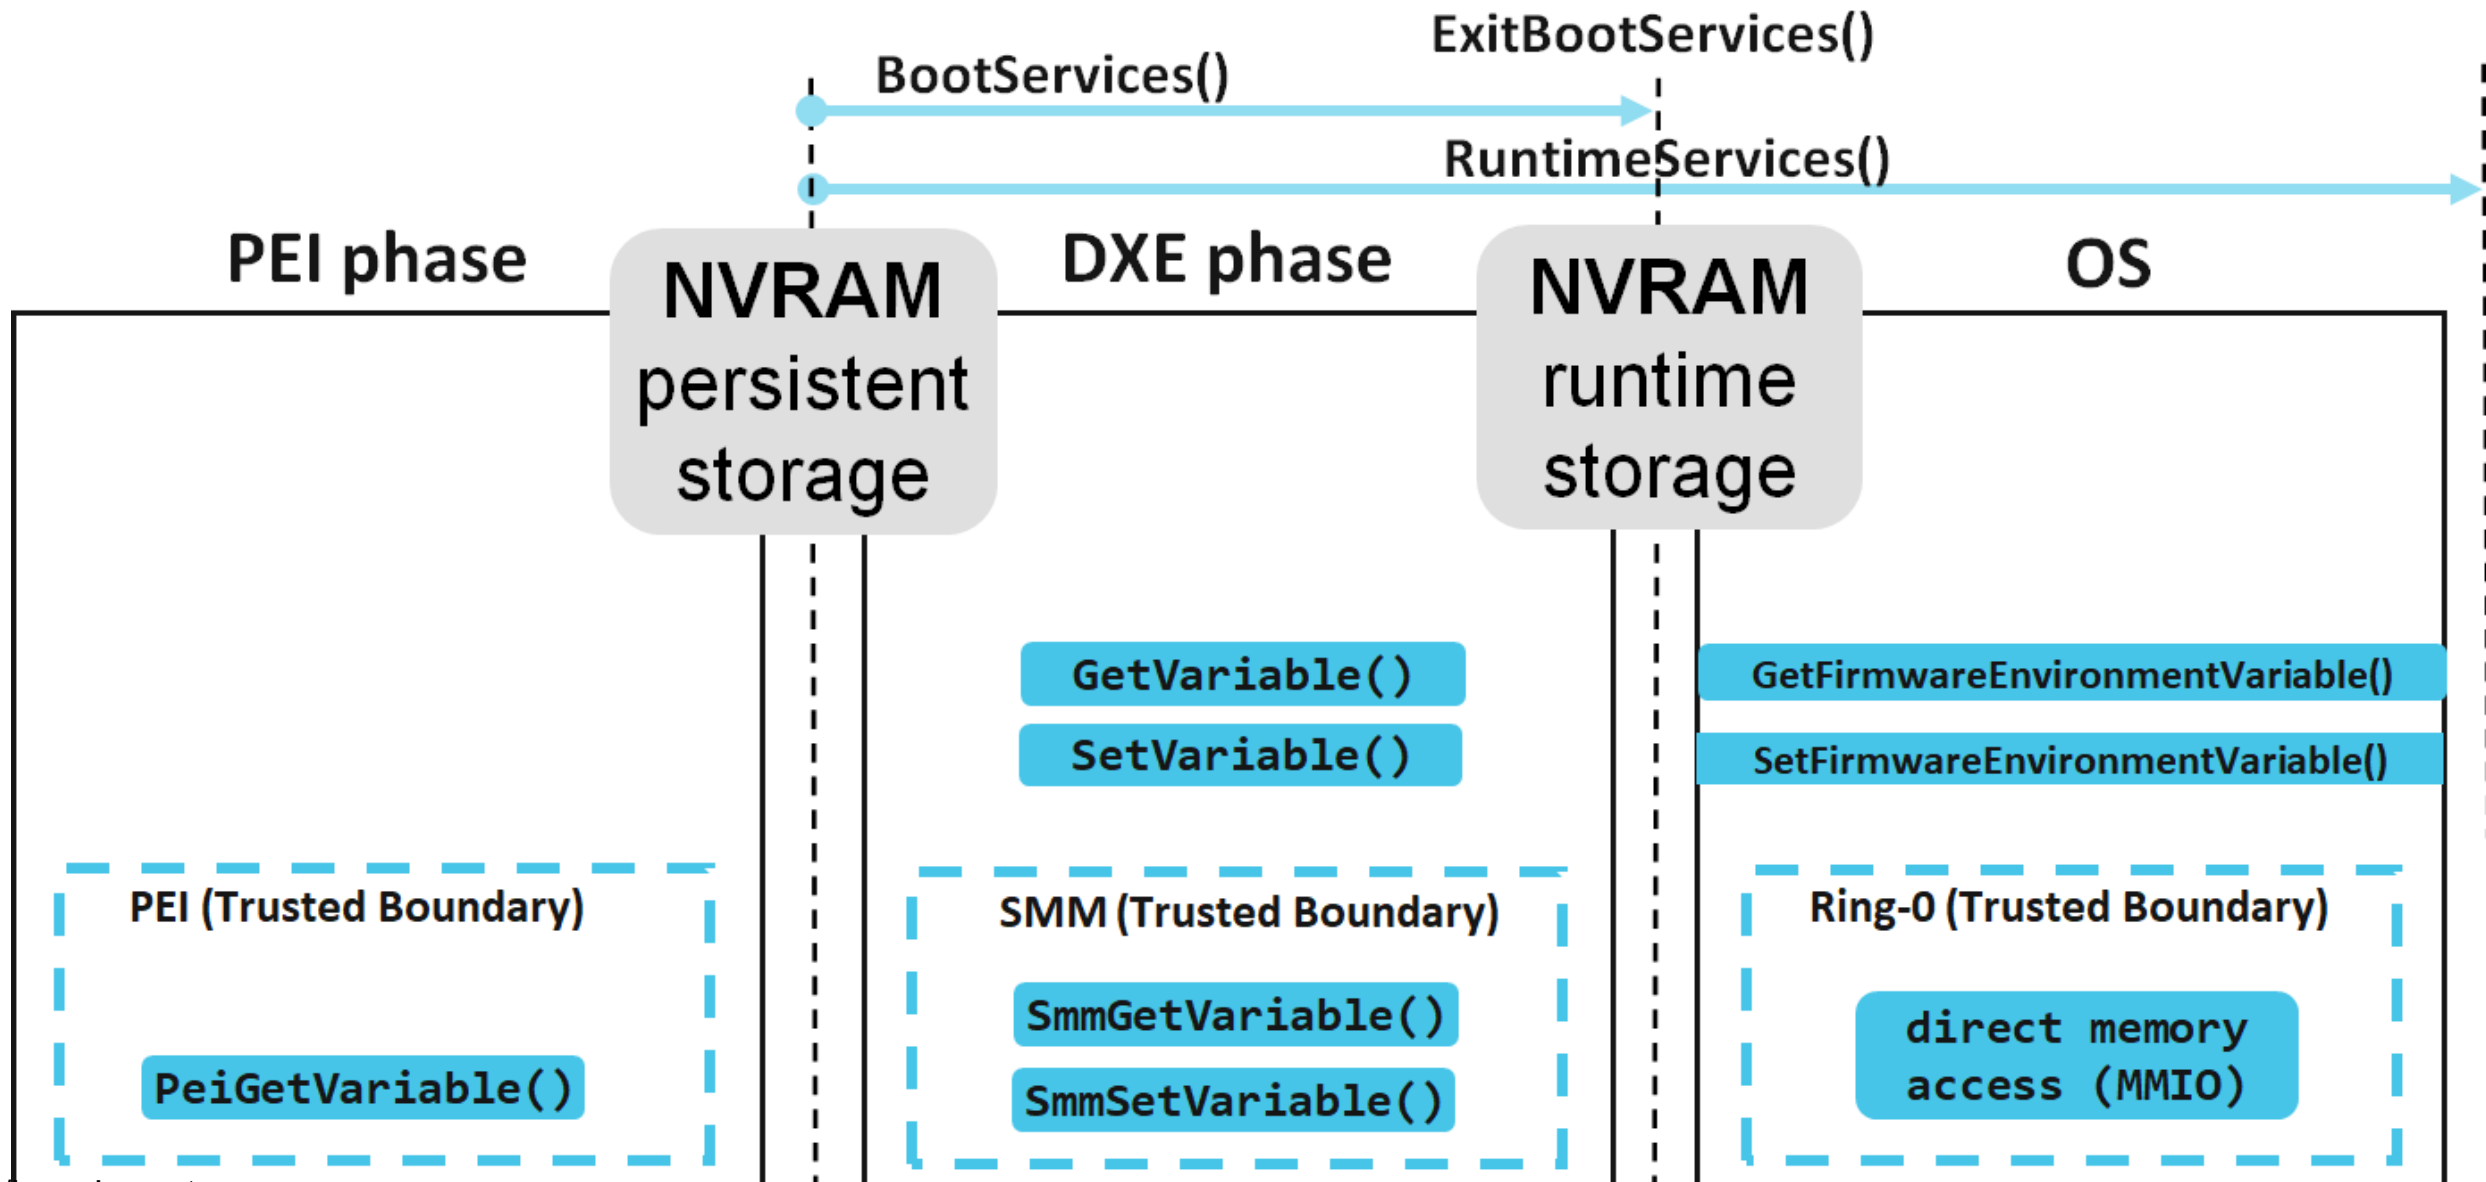 ExitBootServices()
BootServices()
RuntimeServices()
PEI phase
NVRAM
persistent
storage
DXE phase
NVRAM
runtime
storage
OS
GetVariable()
SetVariable()
GetFirmwareEnvironmentVariable()
SetFirmwareEnvironmentVariable()
PEI (Trusted Boundary)
PeiGetVariable()
SMM (Trusted Boundary)
SmmGetVariable()
SmmSetVariable()
Ring-0 (Trusted Boundary)
direct memory
access (MMIO)